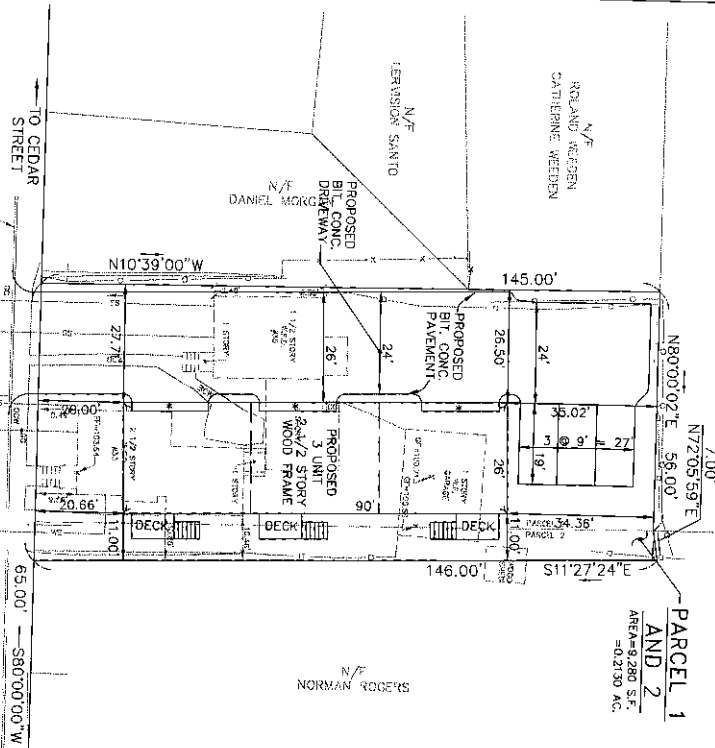 N/F
ROLAND WEEDEN
CATHERINE WEEDEN
N/F
LERVISION SANTO
N/F
DANIEL MORG
TO CEDAR
STREET
PROPOSED
BIT. CONC.
DRIVEWAY
N10°39'00"W
145.00'
N80°00'02"E 56.00'
7.00'
N72°05'59"E
PROPOSED
BIT. CONC.
PAVEMENT
27.7
1 STORY
1 1/2 STORY
26'
24'
26.50'
24'
35.02'
3 @ 9' = 27'
19'
28.00'
2 1/2 STORY
PROPOSED
3 UNIT
2 1/2 STORY
WOOD FRAME
1 STORY
GARAGE
26'
90'
20.66'
11.00
DECK
DECK
DECK
11.00'
34.36'
PARCEL 2
146.00'
S11°27'24"E
PARCEL 1
AND 2
AREA=9,280 S.F.
=0.2130 AC.
65.00'
S80°00'00"W
N/F
NORMAN ROGERS